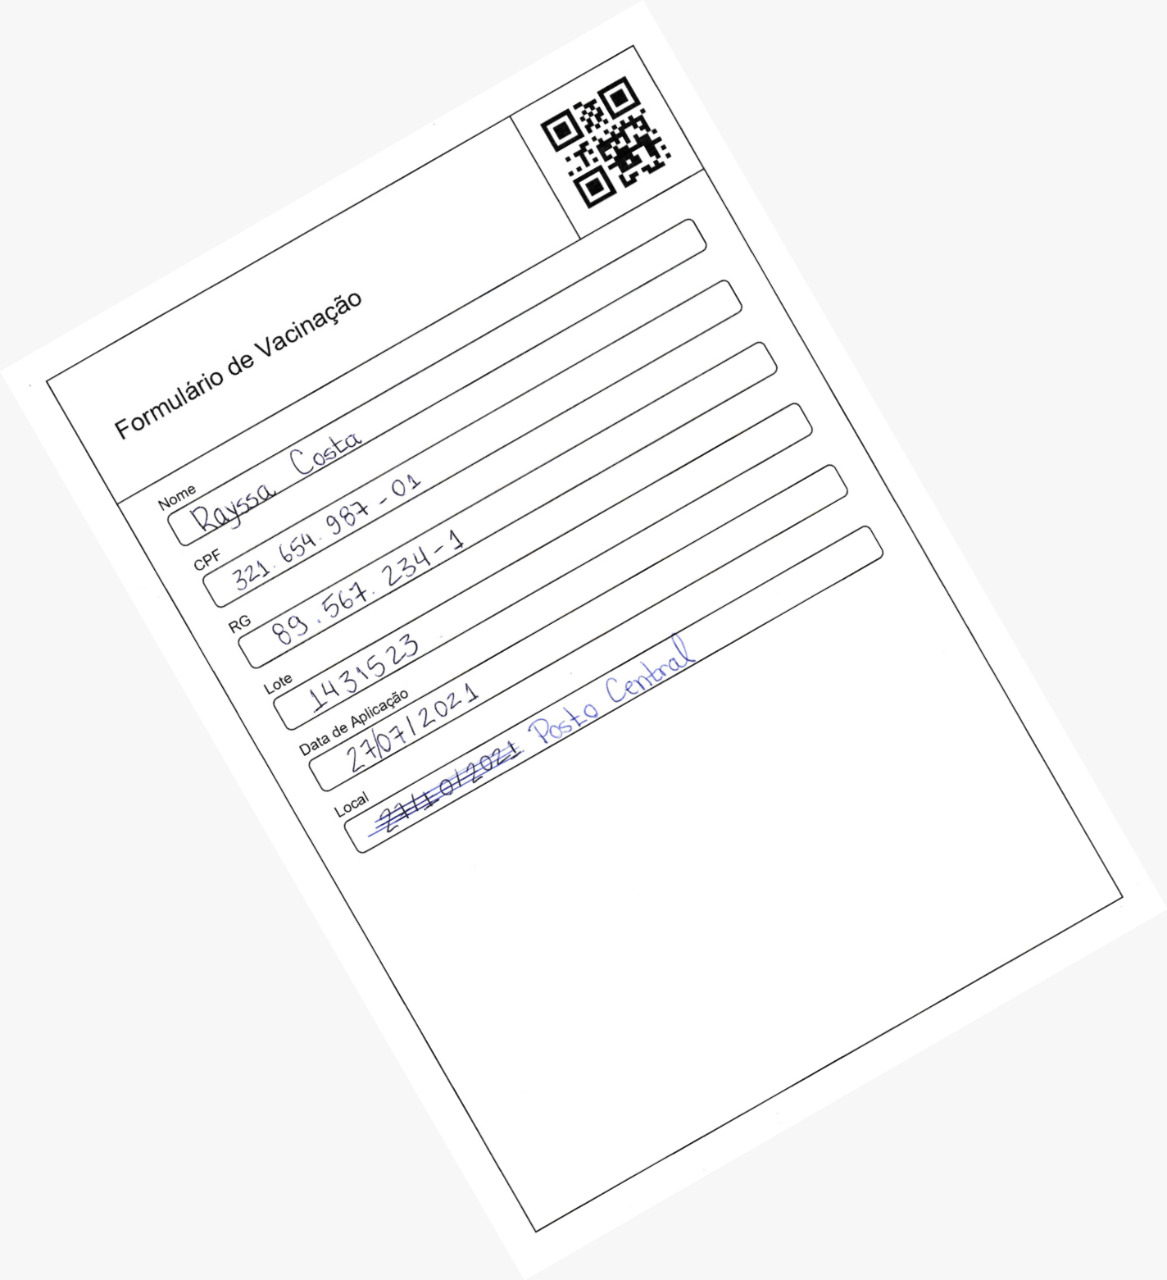 Formulário de Vacinação
Nome
Rayssa Costa
CPF
321.654.987-01
RG
89.567.234-1
Lote
1431523
Data de Aplicação
27/07/2021
Local
27/10/2021 Posto Central